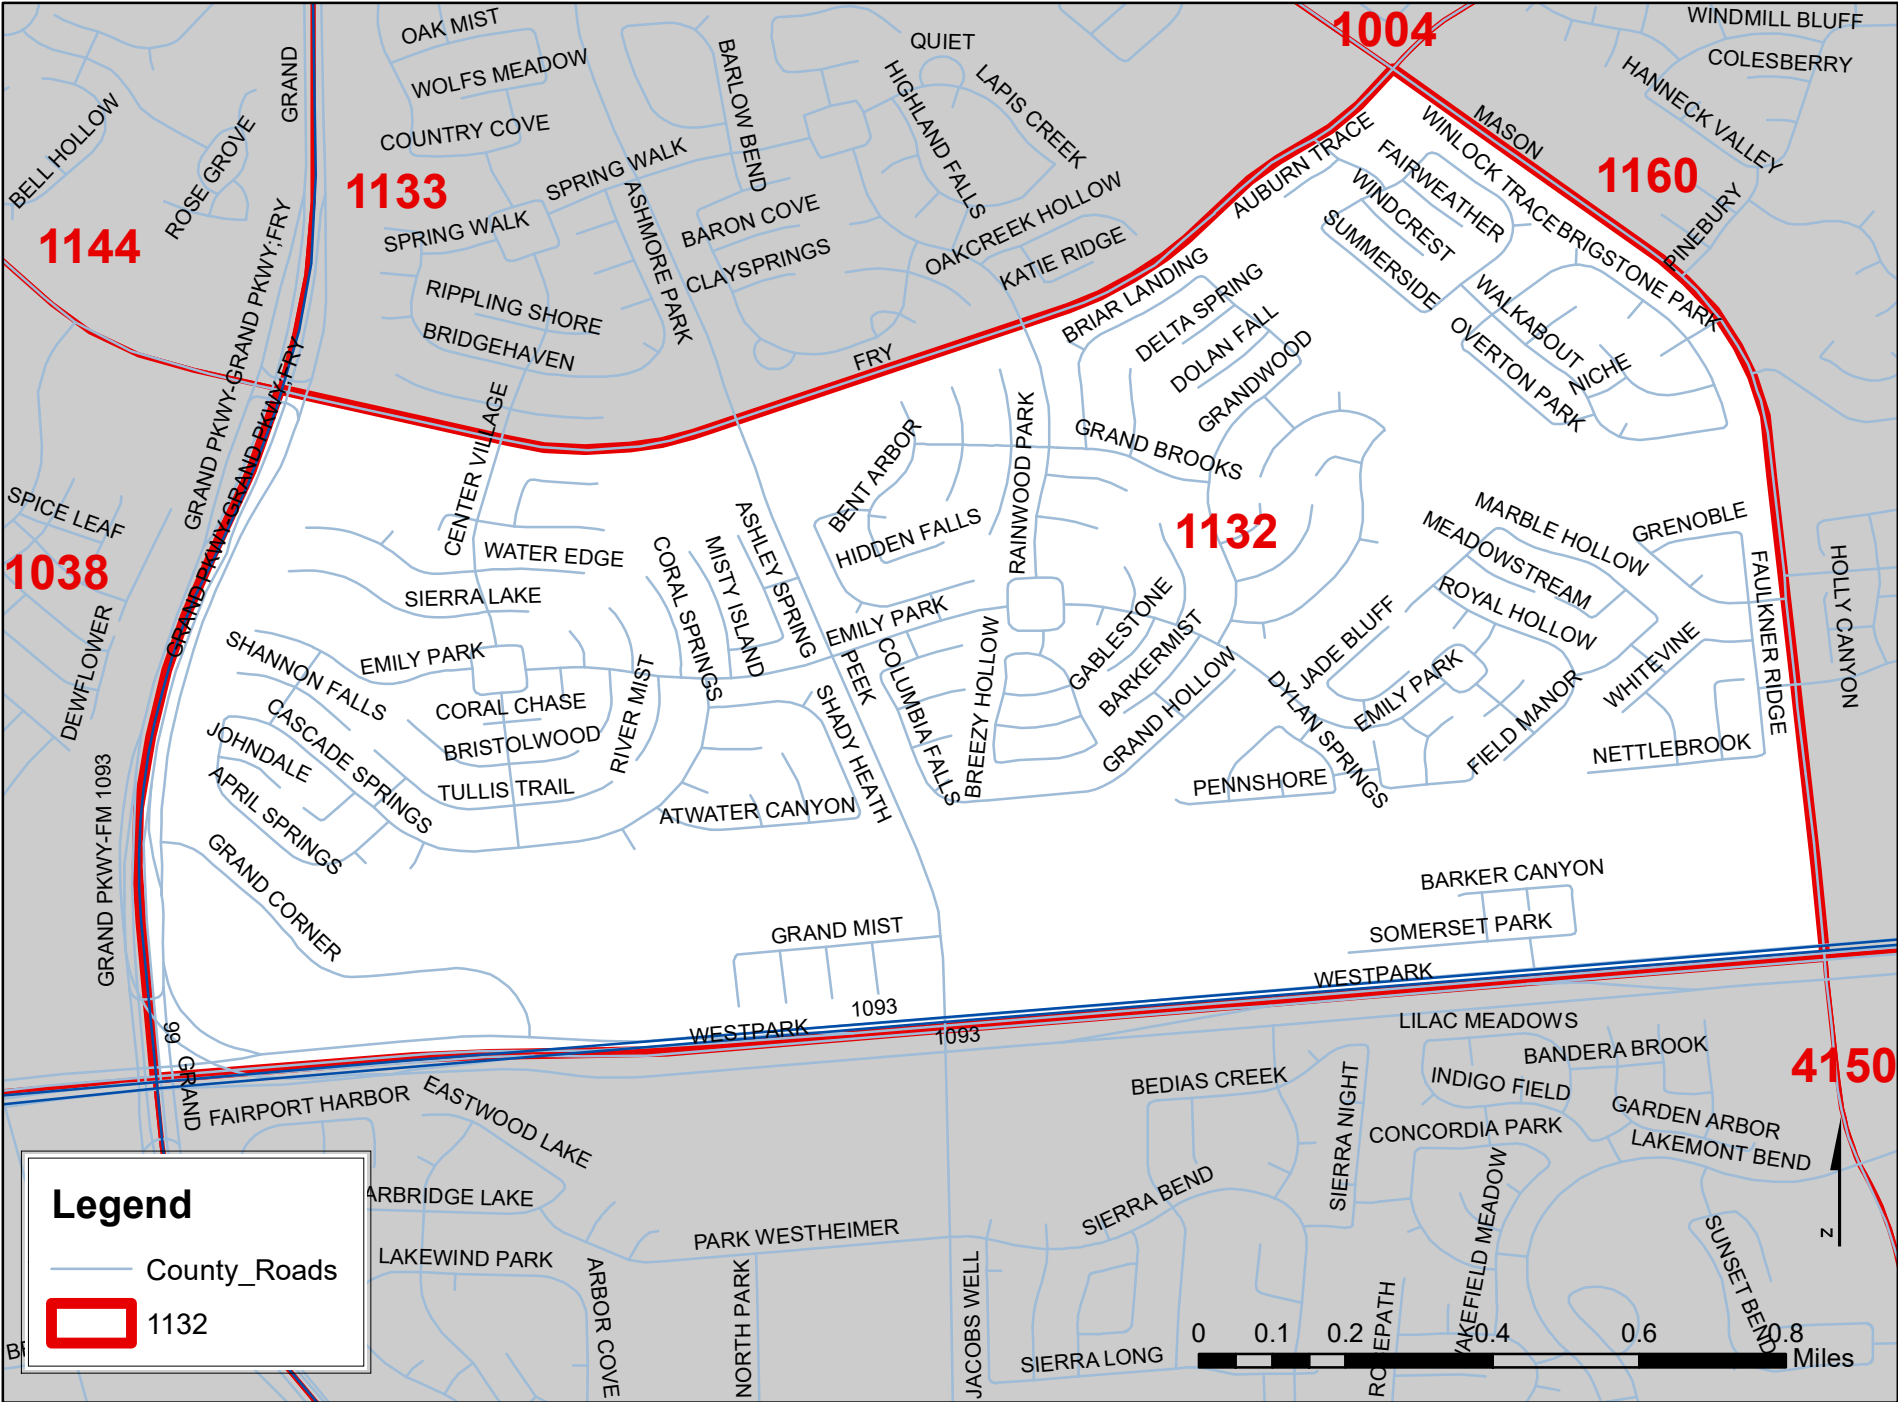 OAK MIST
WOLFS MEADOW
COUNTRY COVE
GRAND
BELL HOLLOW
ROSE GROVE
1133
1144
SPRING WALK
SPRING WALK
BARLOW BEND
ASHMORE PARK
BARON COVE
CLAYSPRINGS
QUIET
HIGHLAND FALLS
LAPIS CREEK
OAKCREEK HOLLOW
KATIE RIDGE
1004
WINDMILL BLUFF
COLESBERRY
HANNECK VALLEY
MASON
1160
PINEBURY
RIPPLING SHORE
BRIDGEHAVEN
GRAND PKWY-GRAND PKWY;FRY
GRAND PKWY-GRAND PKWY;FRY
FRY
AUBURN TRACE
WINLOCK TRACE
FAIRWEATHER
WINDCREST
SUMMERSIDE
BRIGSTONE PARK
WALKABOUT
OVERTON PARK
NICHE
BRIAR LANDING
DELTA SPRING
DOLAN FALL
GRANDWOOD
GRAND BROOKS
CENTER VILLAGE
BENT ARBOR
HIDDEN FALLS
RAINWOOD PARK
1132
SPICE LEAF
1038
DEWFLOWER
WATER EDGE
SIERRA LAKE
CORAL SPRINGS
MISTY ISLAND
ASHLEY SPRING
EMILY PARK
PEEK
MARBLE HOLLOW
MEADOWSTREAM
ROYAL HOLLOW
GRENOBLE
FAULKNER RIDGE
HOLLY CANYON
SHANNON FALLS
EMILY PARK
CORAL CHASE
BRISTOLWOOD
RIVER MIST
TULLIS TRAIL
CASCADE SPRINGS
JOHNDALE
APRIL SPRINGS
GRAND CORNER
GRAND PKWY-FM 1093
COLUMBIA FALLS
BREEZY HOLLOW
GABLESTONE
BARKERMIST
GRAND HOLLOW
DYLAN SPRINGS
JADE BLUFF
EMILY PARK
FIELD MANOR
WHITEVINE
NETTLEBROOK
PENNSHORE
SHADY HEATH
ATWATER CANYON
GRAND MIST
BARKER CANYON
SOMERSET PARK
WESTPARK
1093
WESTPARK
1093
99
GRAND
LILAC MEADOWS
BANDERA BROOK
INDIGO FIELD
4150
GARDEN ARBOR
LAKEMONT BEND
CONCORDIA PARK
BEDIAS CREEK
SIERRA NIGHT
FAIRPORT HARBOR
EASTWOOD LAKE
ARBRIDGE LAKE
LAKEWIND PARK
ARBOR COVE
PARK WESTHEIMER
NORTH PARK
JACOBS WELL
SIERRA BEND
SIERRA LONG
SUNSET BEND
AKEFIELD MEADOW
Legend
County_Roads
1132
0 0.1 0.2 0.4 0.6 0.8
Miles
N